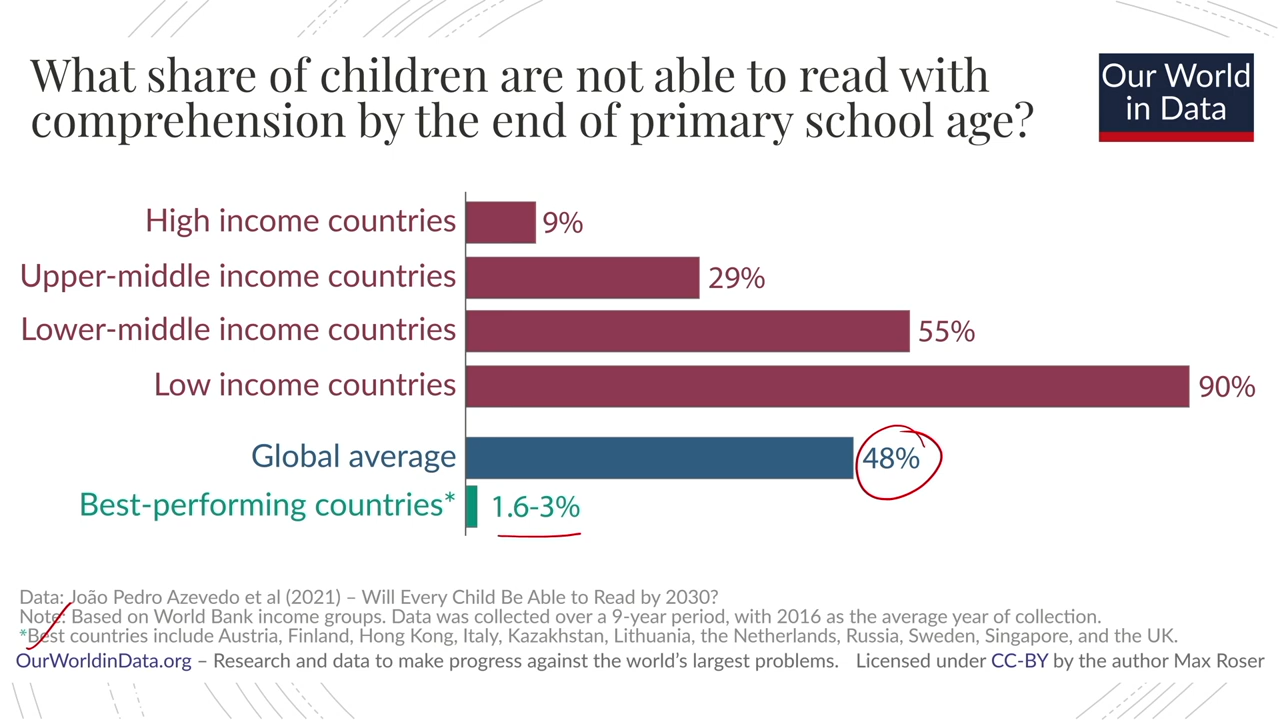 What share of children are not able to read with
comprehension by the end of primary school age?
Our World
in Data
High income countries 9%
Upper-middle income countries 29%
Lower-middle income countries 55%
Low income countries 90%
Global average 48%
Best-performing countries* 1.6-3%
Data: João Pedro Azevedo et al (2021) – Will Every Child Be Able to Read by 2030?
Note: Based on World Bank income groups. Data was collected over a 9-year period, with 2016 as the average year of collection.
*Best countries include Austria, Finland, Hong Kong, Italy, Kazakhstan, Lithuania, the Netherlands, Russia, Sweden, Singapore, and the UK.
OurWorldinData.org – Research and data to make progress against the world's largest problems. Licensed under CC-BY by the author Max Roser